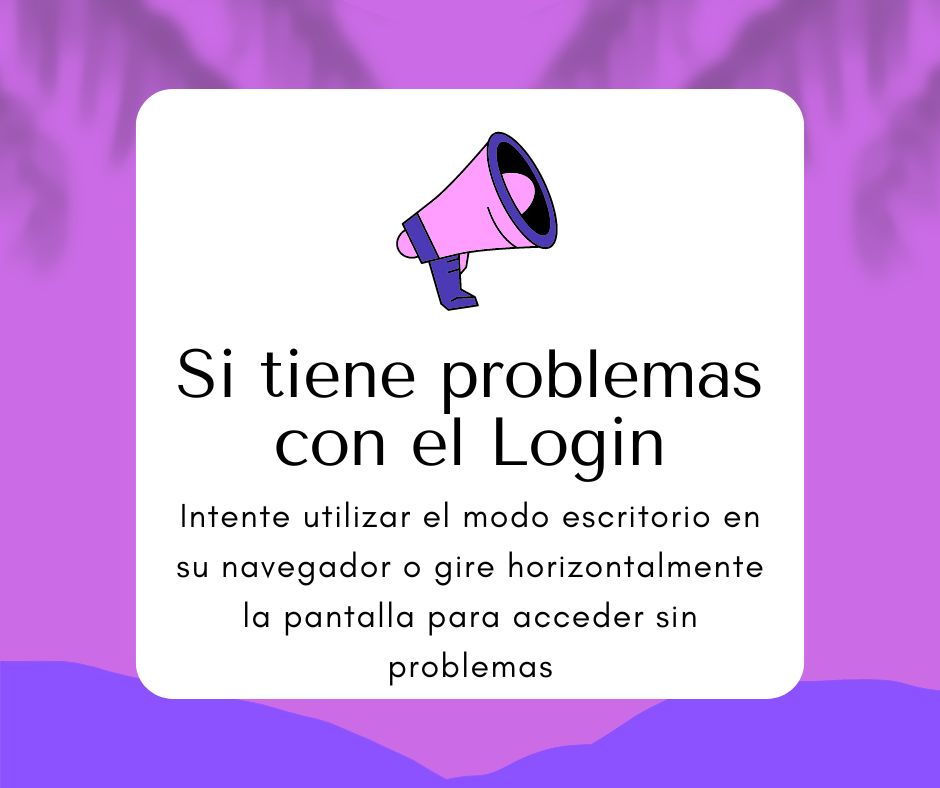 Si tiene problemas
con el Login
Intente utilizar el modo escritorio en
su navegador o gire horizontalmente
la pantalla para acceder sin
problemas